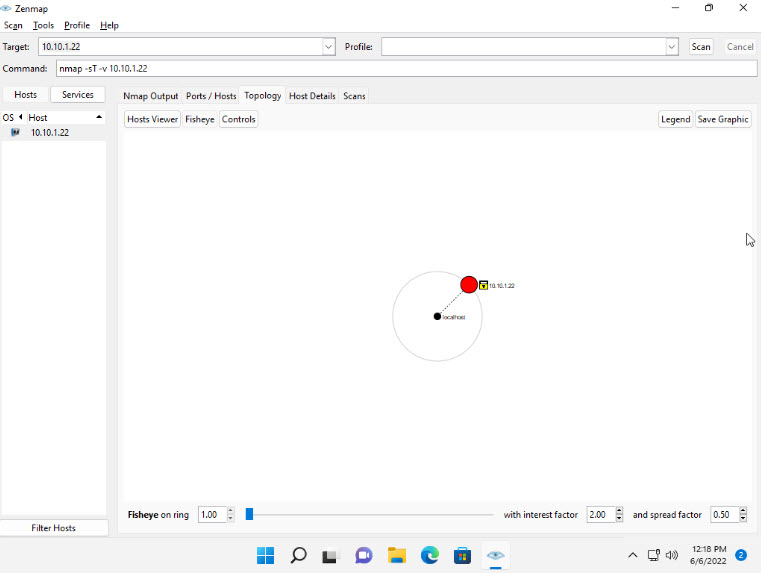 Zenmap
Scan Tools Profile Help
Target: 10.10.1.22 Profile: Scan Cancel
Command: nmap -sT -v 10.10.1.22
Hosts Services Nmap Output Ports / Hosts Topology Host Details Scans
OS Host
10.10.1.22
Hosts Viewer Fisheye Controls Legend Save Graphic
10.10.1.22
localhost
Fisheye on ring 1.00 with interest factor 2.00 and spread factor 0.50
Filter Hosts
12:18 PM
6/6/2022
2